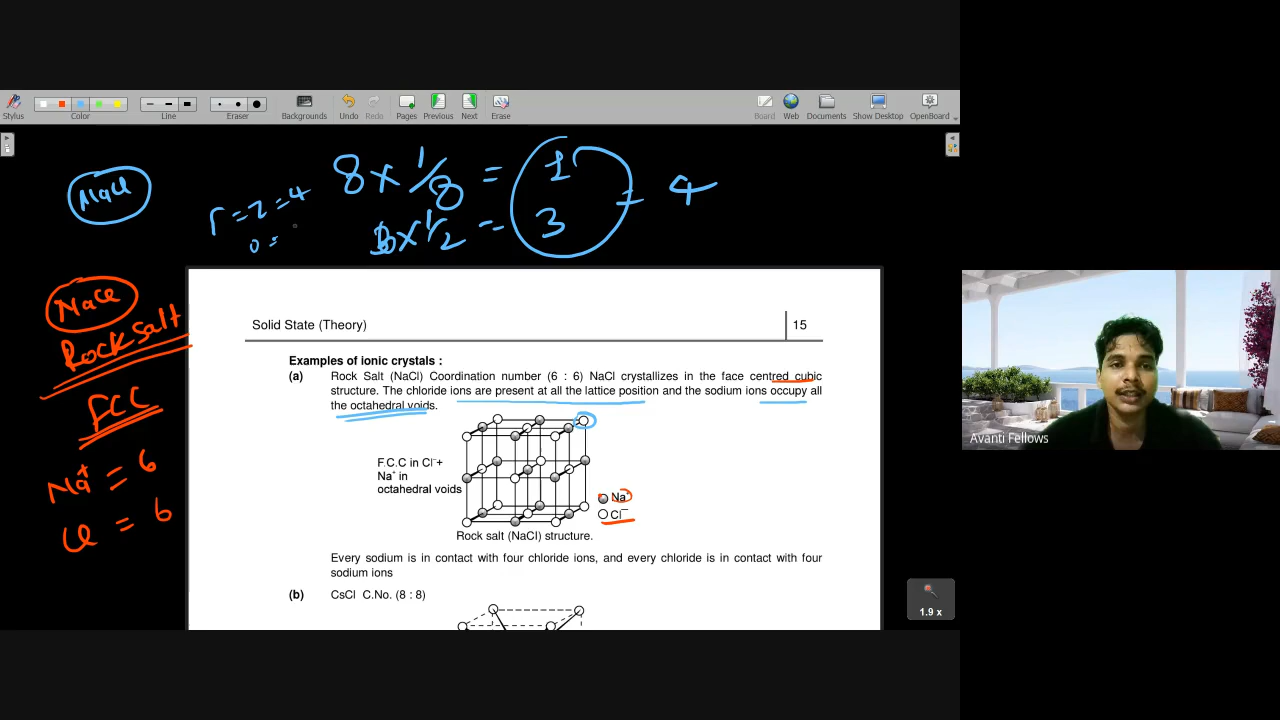 Stylus Color Line Eraser Backgrounds Undo Redo Pages Previous Next Erase Board Web Documents Show Desktop OpenBoard
NaCl
8 x 1/8 = 1
= 4
r = 2 = 4
6 x 1/2 = 3
0 =
NaCl
Rock Salt
FCC
Na+ = 6
Cl = 6
Solid State (Theory) 15
Examples of ionic crystals :
(a) Rock Salt (NaCl) Coordination number (6 : 6) NaCl crystallizes in the face centred cubic
structure. The chloride ions are present at all the lattice position and the sodium ions occupy all
the octahedral voids.
F.C.C in Cl⁻+
Na⁺ in
octahedral voids
Na⁺
Cl⁻
Rock salt (NaCl) structure.
Every sodium is in contact with four chloride ions, and every chloride is in contact with four
sodium ions
(b) CsCl C.No. (8 : 8)
1.9 x
Avanti Fellows